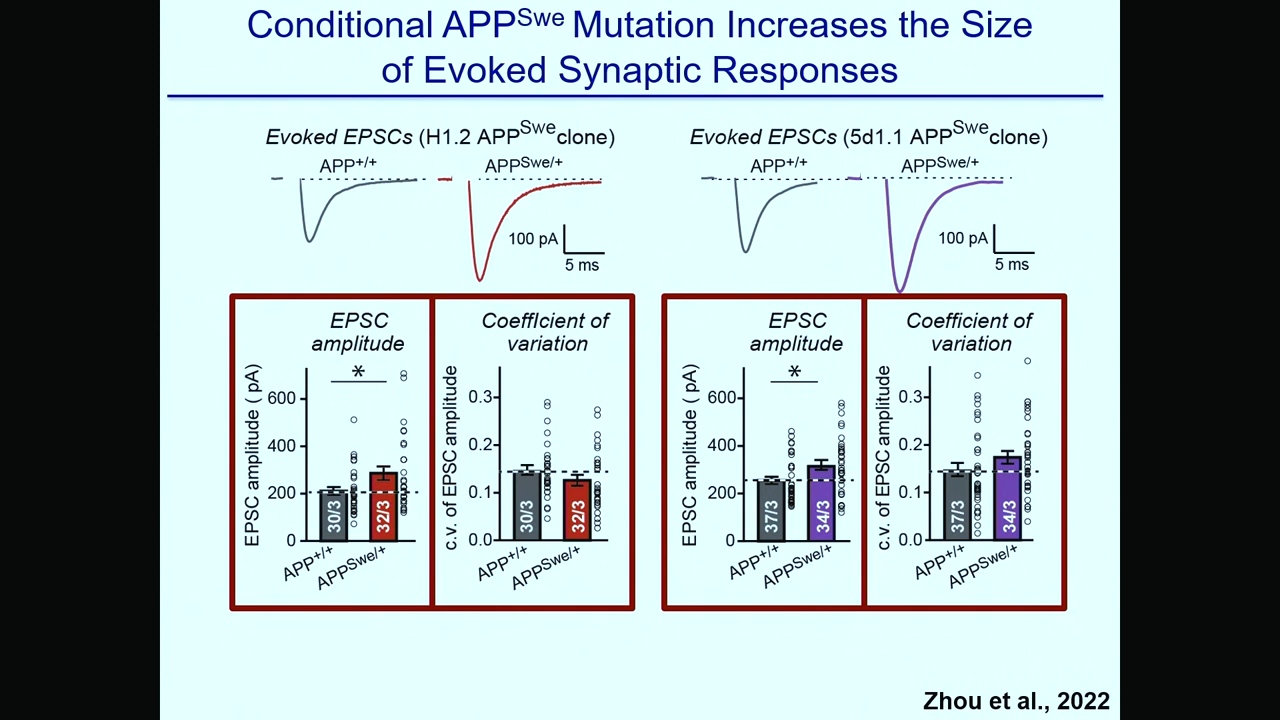 Conditional APPSwe Mutation Increases the Size
of Evoked Synaptic Responses
Evoked EPSCs (H1.2 APPSwe clone)
APP+/+
APPSwe/+
100 pA
5 ms
Evoked EPSCs (5d1.1 APPSwe clone)
APP+/+
APPSwe/+
100 pA
5 ms
EPSC
amplitude
*
EPSC amplitude ( pA)
600
400
200
0
30/3
32/3
APP+/+
APPSwe/+
CoeffIcient of
variation
c.v. of EPSC amplitude
0.3
0.2
0.1
0.0
30/3
32/3
APP+/+
APPSwe/+
EPSC
amplitude
*
EPSC amplitude ( pA)
600
400
200
0
37/3
34/3
APP+/+
APPSwe/+
Coefficient of
variation
c.v. of EPSC amplitude
0.3
0.2
0.1
0.0
37/3
34/3
APP+/+
APPSwe/+
Zhou et al., 2022